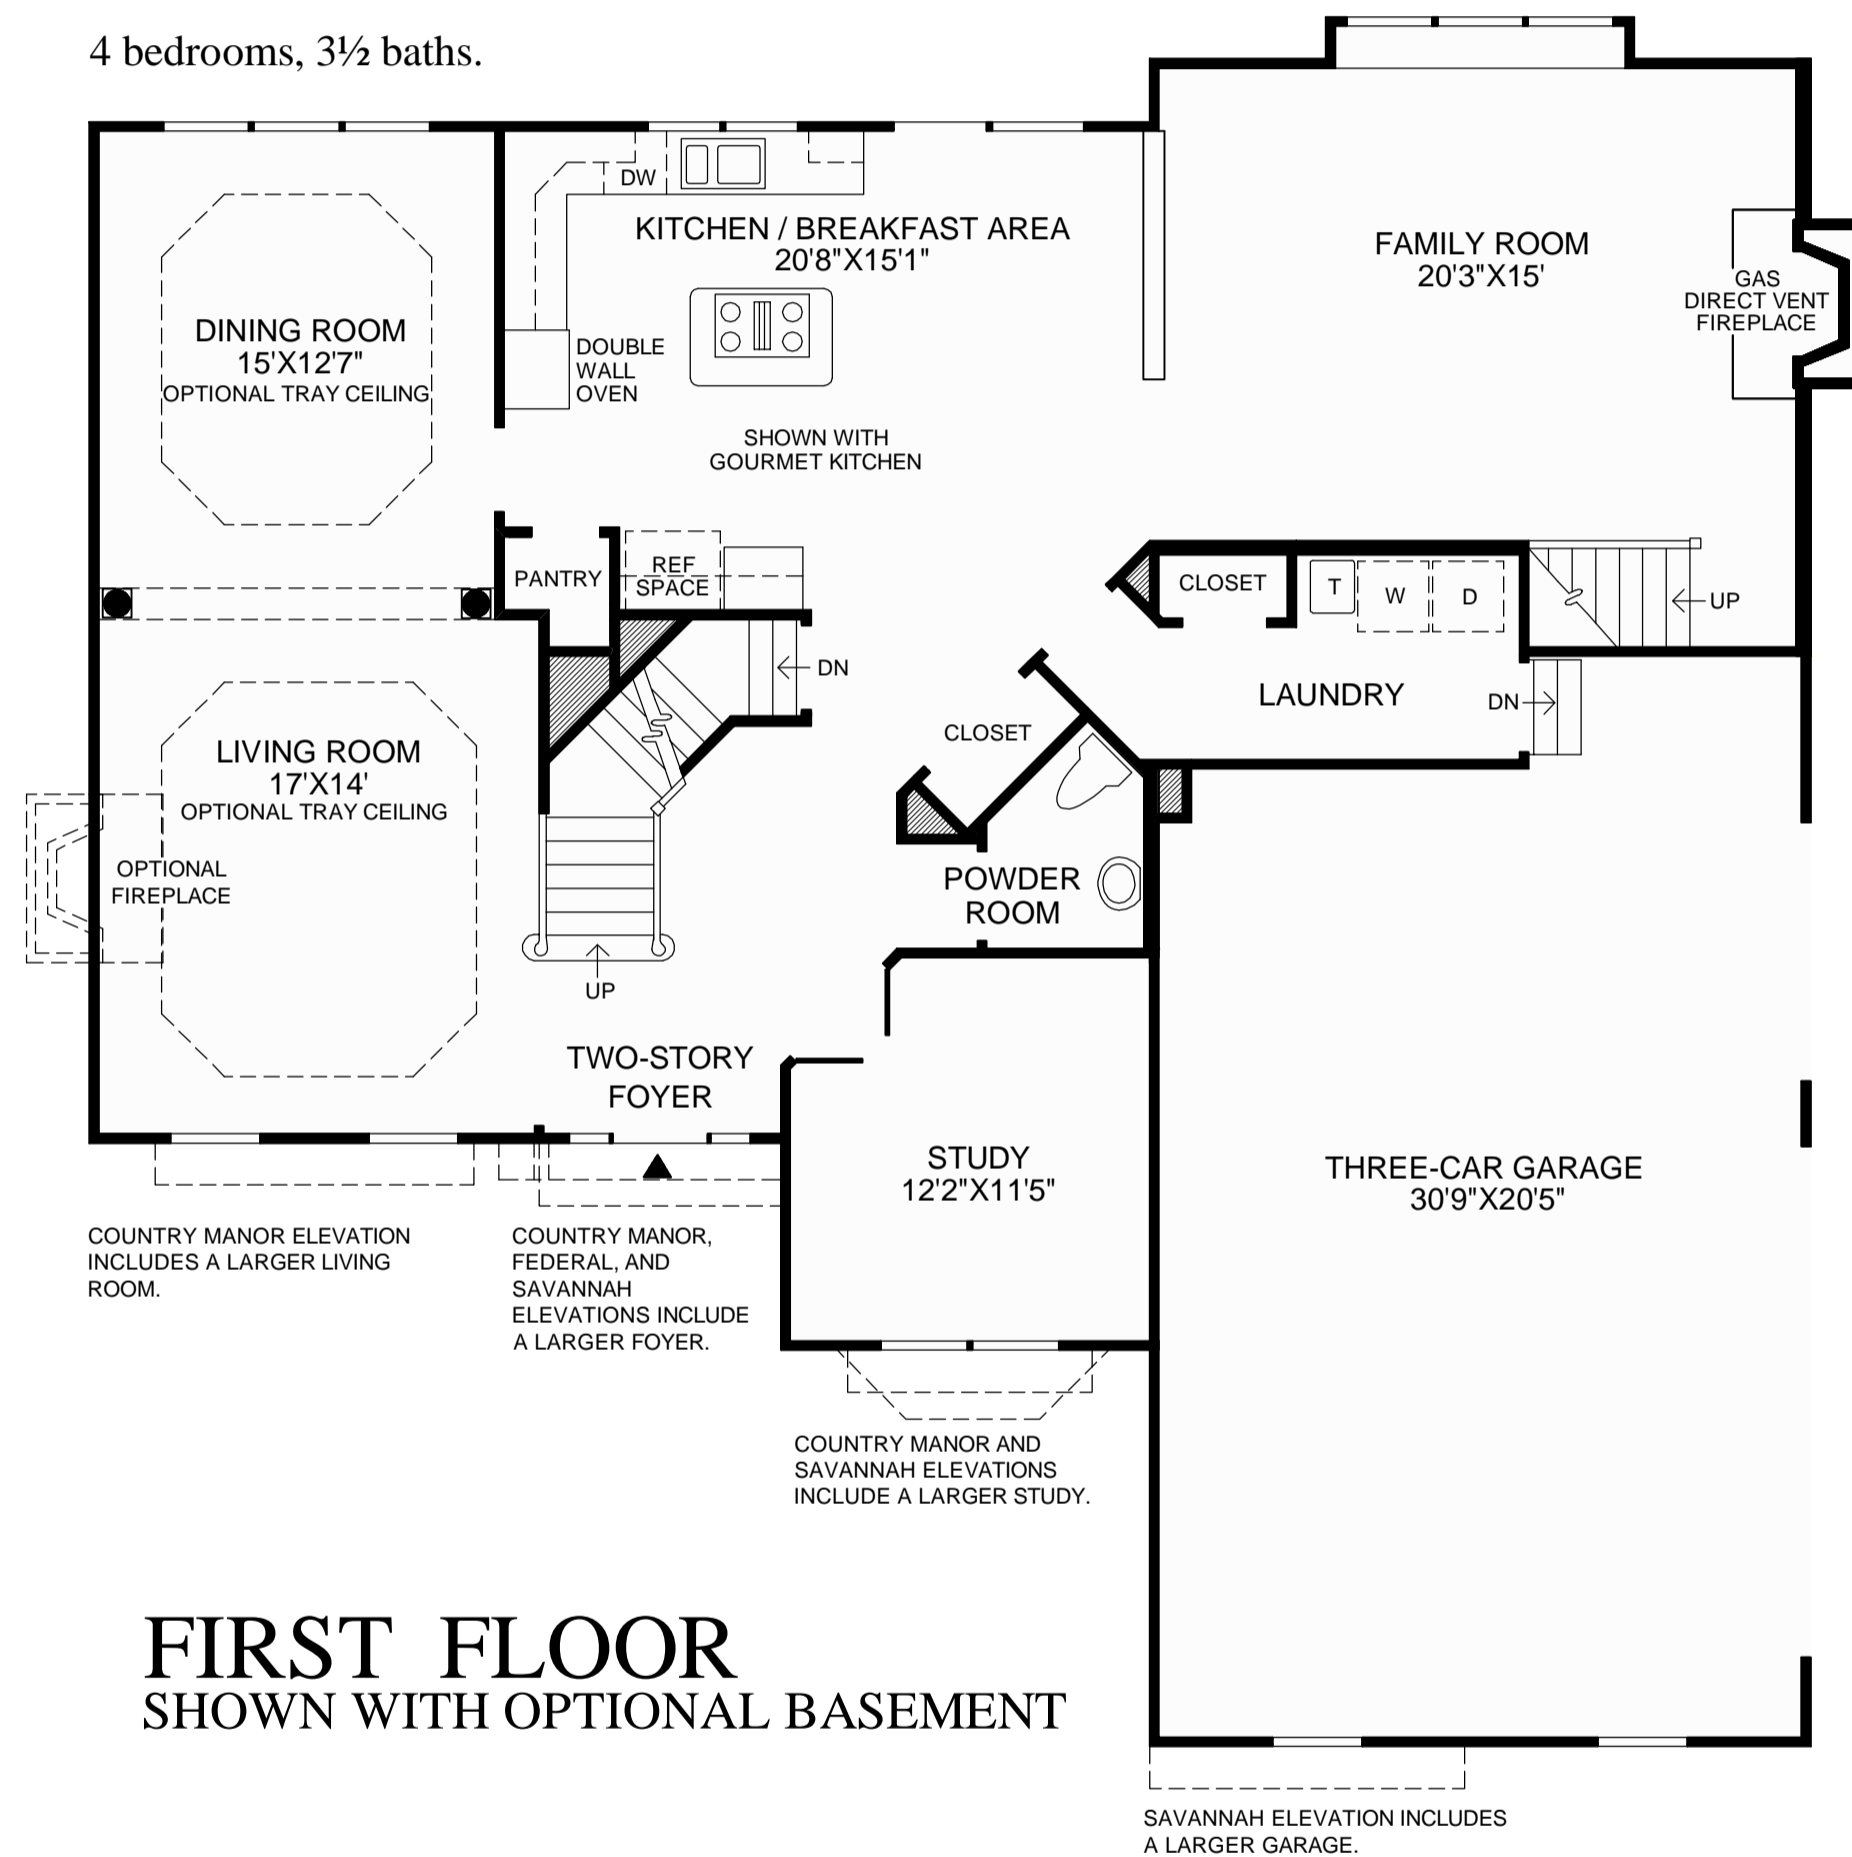 4 bedrooms, 3½ baths.
DW
KITCHEN / BREAKFAST AREA
20'8"X15'1"
FAMILY ROOM
20'3"X15'
GAS
DIRECT VENT
FIREPLACE
DINING ROOM
15'X12'7"
OPTIONAL TRAY CEILING
DOUBLE
WALL
OVEN
SHOWN WITH
GOURMET KITCHEN
PANTRY
REF
SPACE
CLOSET
T
W
D
UP
DN
LAUNDRY
DN
CLOSET
LIVING ROOM
17'X14'
OPTIONAL TRAY CEILING
OPTIONAL
FIREPLACE
POWDER
ROOM
UP
TWO-STORY
FOYER
STUDY
12'2"X11'5"
THREE-CAR GARAGE
30'9"X20'5"
COUNTRY MANOR ELEVATION
INCLUDES A LARGER LIVING
ROOM.
COUNTRY MANOR,
FEDERAL, AND
SAVANNAH
ELEVATIONS INCLUDE
A LARGER FOYER.
COUNTRY MANOR AND
SAVANNAH ELEVATIONS
INCLUDE A LARGER STUDY.
FIRST FLOOR
SHOWN WITH OPTIONAL BASEMENT
SAVANNAH ELEVATION INCLUDES
A LARGER GARAGE.